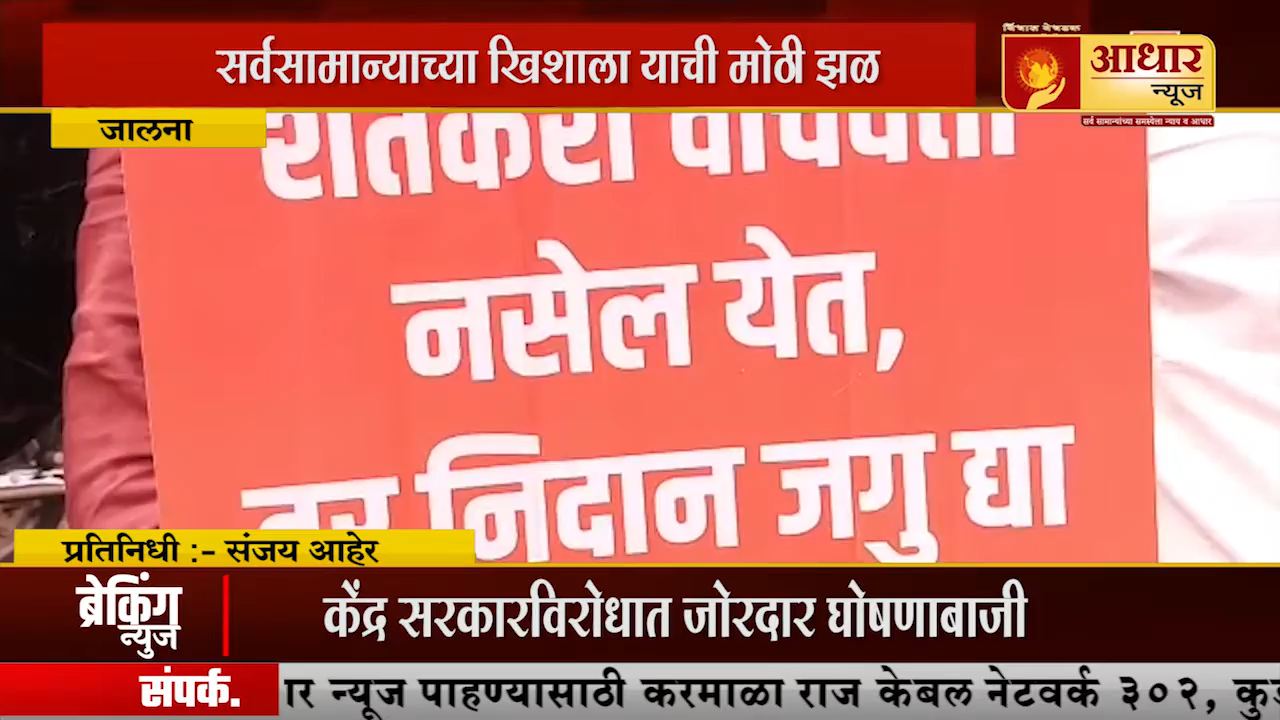 सर्वसामान्याच्या खिशाला याची मोठी झळ
आधार
न्यूज
सर्व सामान्यांच्या समस्येला न्याय व आधार
जालना
नसेल येत,
तर निदान जगु द्या
प्रतिनिधी :- संजय आहेर
ब्रेकिंग
न्युज
केंद्र सरकारविरोधात जोरदार घोषणाबाजी
संपर्क.
ार न्यूज पाहण्यासाठी करमाळा राज केबल नेटवर्क ३०२,